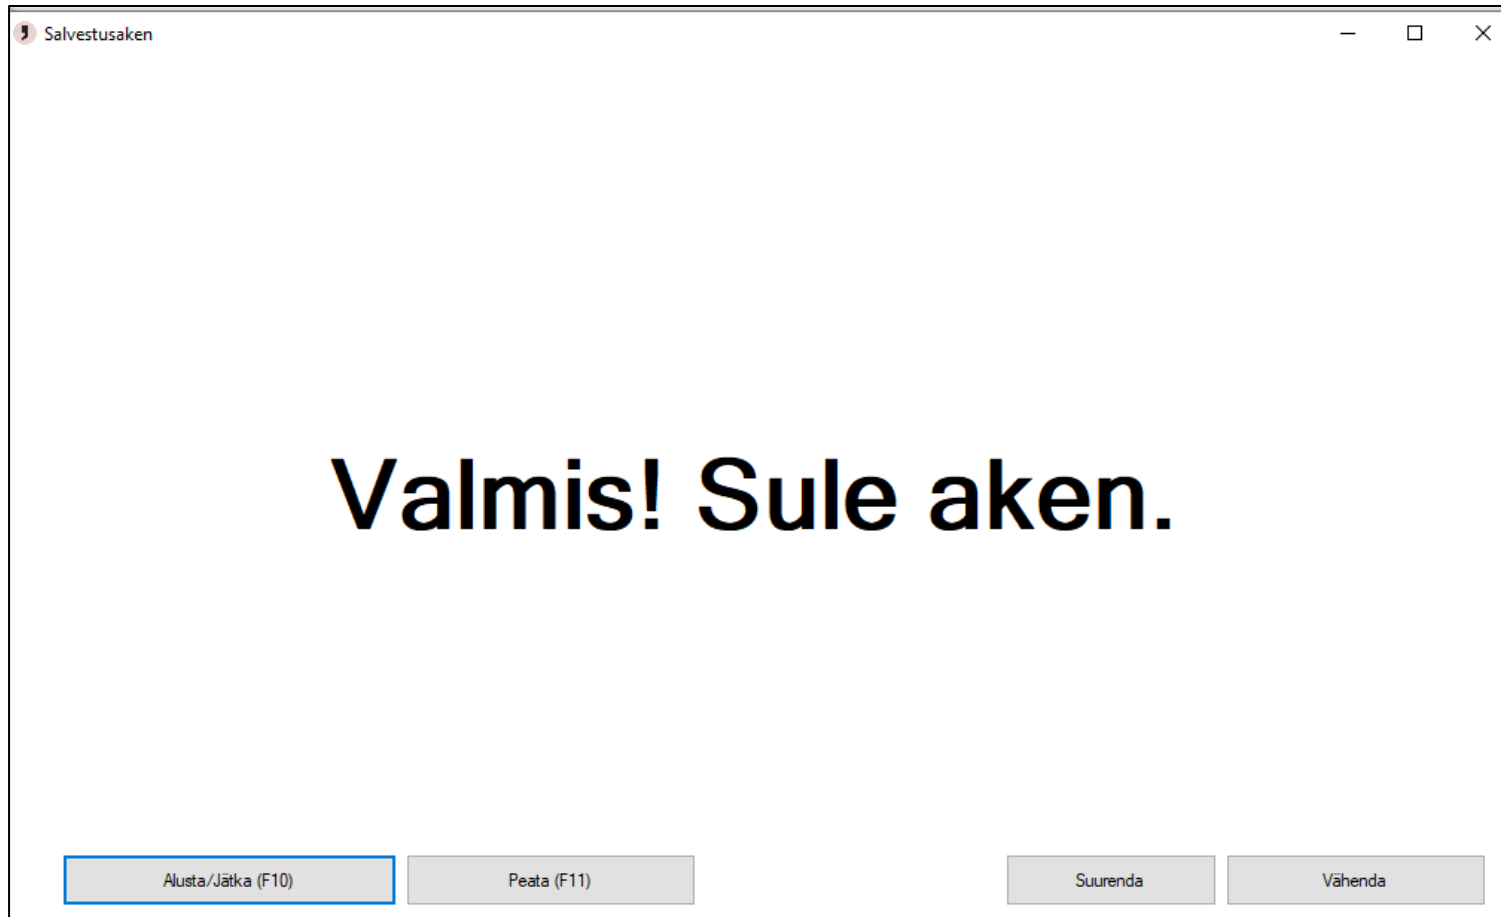 Salvestusaken
Valmis! Sule aken.
Alusta/Jätka (F10) Peata (F11) Suurenda Vähenda